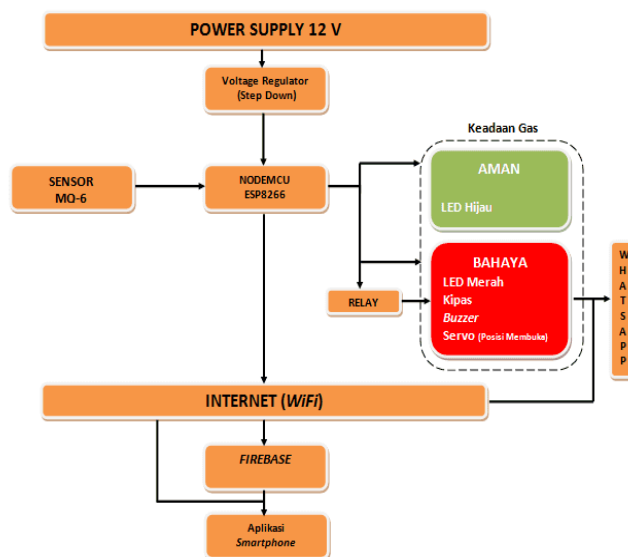 POWER SUPPLY 12 V
Voltage Regulator
(Step Down)
Keadaan Gas
SENSOR
MQ-6
NODEMCU
ESP8266
AMAN
LED Hijau
RELAY
BAHAYA
LED Merah
Kipas
Buzzer
Servo (Posisi Membuka)
W
H
A
T
S
A
P
P
INTERNET (WiFi)
FIREBASE
Aplikasi
Smartphone